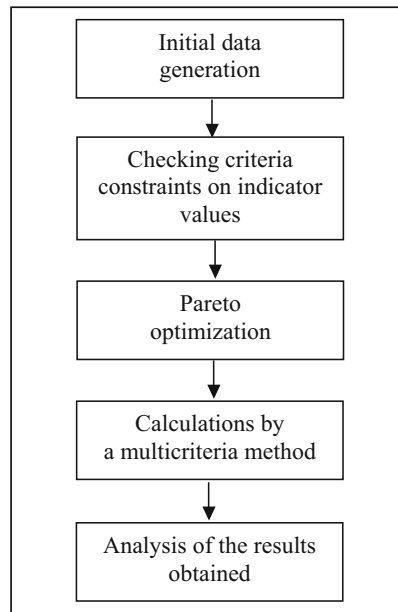 Initial data
generation
Checking criteria
constraints on indicator
values
Pareto
optimization
Calculations by
a multicriteria method
Analysis of the results
obtained